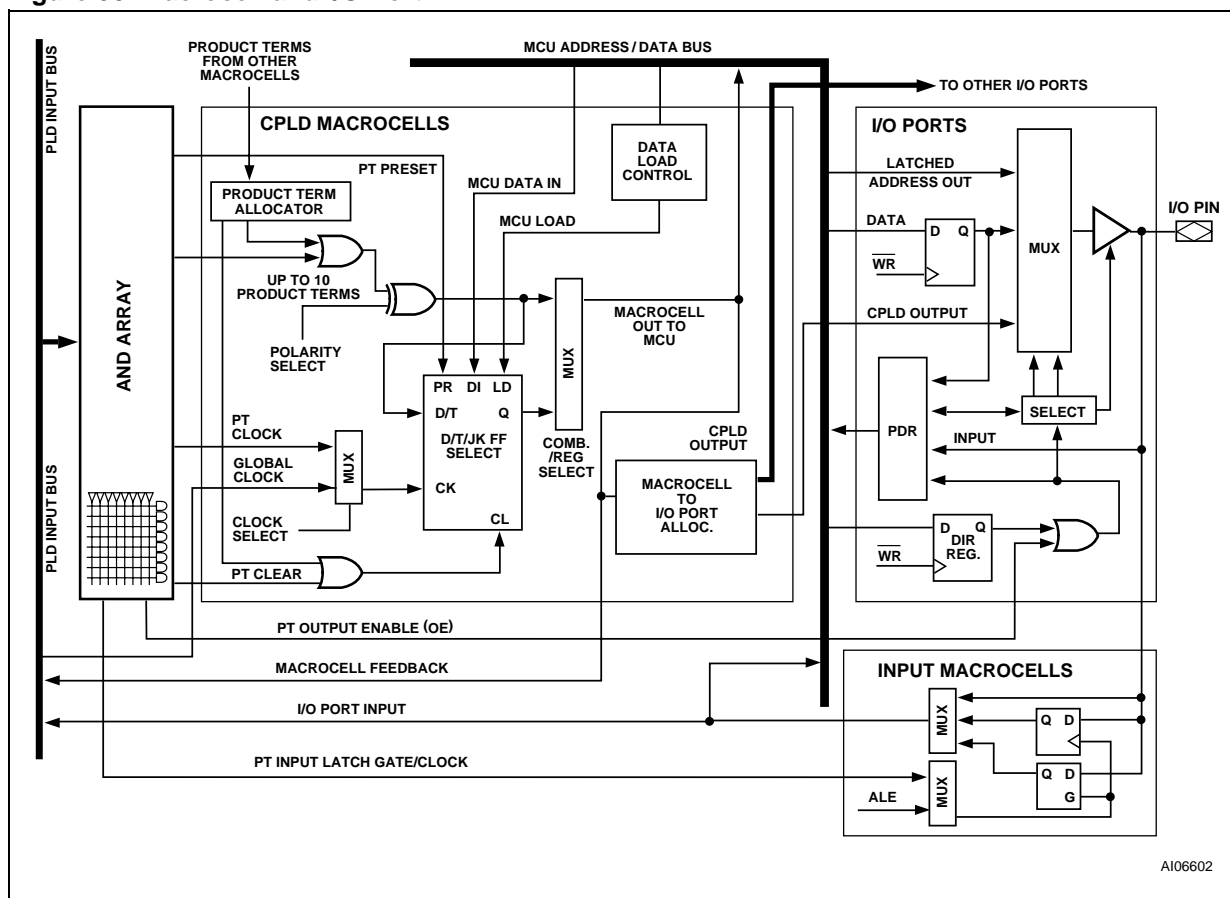 PRODUCT TERMS
FROM OTHER
MACROCELLS
MCU ADDRESS / DATA BUS
TO OTHER I/O PORTS
PLD INPUT BUS
AND ARRAY
CPLD MACROCELLS
I/O PORTS
PT PRESET
PRODUCT TERM
ALLOCATOR
MCU DATA IN
MCU LOAD
DATA
LOAD
CONTROL
LATCHED
ADDRESS OUT
DATA
D
Q
WR
MUX
I/O PIN
UP TO 10
PRODUCT TERMS
POLARITY
SELECT
MUX
MACROCELL
OUT TO
MCU
CPLD OUTPUT
PR
DI
LD
D/T
Q
D/T/JK FF
SELECT
CK
CL
COMB.
/REG
SELECT
CPLD
OUTPUT
PDR
SELECT
INPUT
PT
CLOCK
GLOBAL
CLOCK
MUX
CLOCK
SELECT
MACROCELL
TO
I/O PORT
ALLOC.
PLD INPUT BUS
D
Q
DIR
REG.
WR
PT CLEAR
PT OUTPUT ENABLE (OE)
MACROCELL FEEDBACK
INPUT MACROCELLS
I/O PORT INPUT
MUX
Q
D
PT INPUT LATCH GATE/CLOCK
MUX
Q
D
G
ALE
AI06602